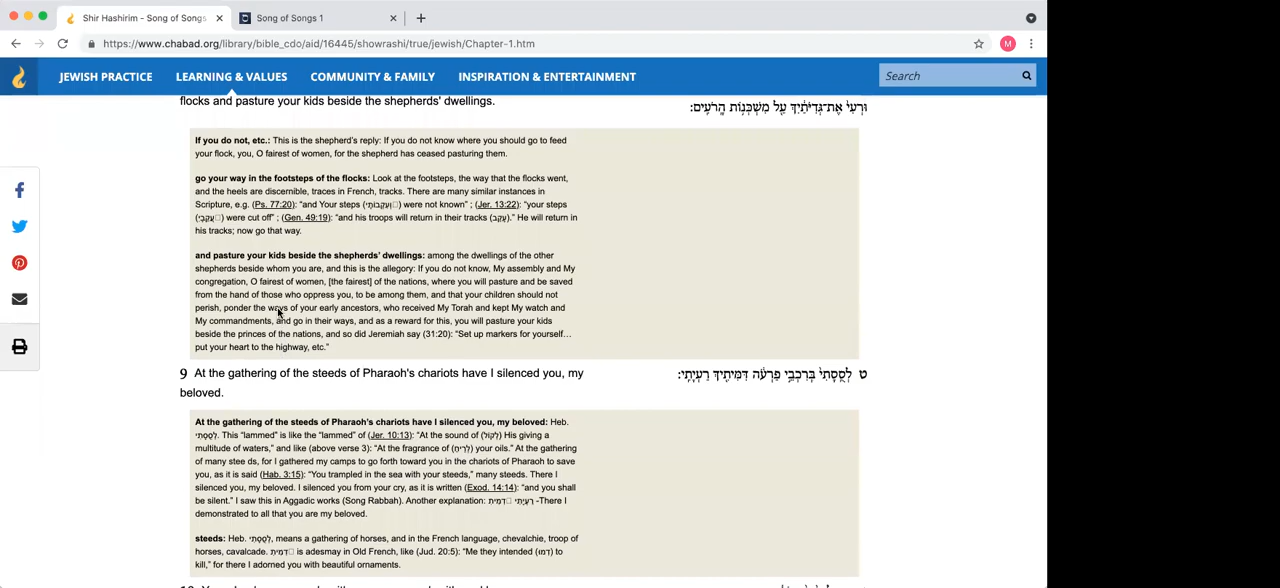 Shir Hashirim - Song of Songs
Song of Songs 1
https://www.chabad.org/library/bible_cdo/aid/16445/showrashi/true/jewish/Chapter-1.htm
M
JEWISH PRACTICE LEARNING & VALUES COMMUNITY & FAMILY INSPIRATION & ENTERTAINMENT Search
flocks and pasture your kids beside the shepherds' dwellings.
וּרְעִי אֶת־גְּדִיֹּתַיִךְ עַל מִשְׁכְּנוֹת הָרֹעִים:
If you do not, etc.: This is the shepherd's reply: If you do not know where you should go to feed
your flock, you, O fairest of women, for the shepherd has ceased pasturing them.
go your way in the footsteps of the flocks: Look at the footsteps, the way that the flocks went,
and the heels are discernible, traces in French, tracks. There are many similar instances in
Scripture, e.g. (Ps. 77:20): "and Your steps (וְעִקְבוֹתֶי) were not known" ; (Jer. 13:22): "your steps
(עֲקֵבָי) were cut off" ; (Gen. 49:19): "and his troops will return in their tracks (עָקֵב)." He will return in
his tracks; now go that way.
and pasture your kids beside the shepherds' dwellings: among the dwellings of the other
shepherds beside whom you are, and this is the allegory: If you do not know, My assembly and My
congregation, O fairest of women, [the fairest] of the nations, where you will pasture and be saved
from the hand of those who oppress you, to be among them, and that your children should not
perish, ponder the ways of your early ancestors, who received My Torah and kept My watch and
My commandments, and go in their ways, and as a reward for this, you will pasture your kids
beside the princes of the nations, and so did Jeremiah say (31:20): "Set up markers for yourself…
put your heart to the highway, etc."
9 At the gathering of the steeds of Pharaoh's chariots have I silenced you, my
beloved.
ט לְסֻסָתִי בְּרִכְבֵי פַרְעֹה דִּמִּיתִיךְ רַעְיָתִי:
At the gathering of the steeds of Pharaoh's chariots have I silenced you, my beloved: Heb.
לְסֻסָתִי. This "lammed" is like the "lammed" of (Jer. 10:13): "At the sound of (לְקוֹל) His giving a
multitude of waters," and like (above verse 3): "At the fragrance of (לְרֵיחַ) your oils." At the gathering
of many stee ds, for I gathered my camps to go forth toward you in the chariots of Pharaoh to save
you, as it is said (Hab. 3:15): "You trampled in the sea with your steeds," many steeds. There I
silenced you, my beloved. I silenced you from your cry, as it is written (Exod. 14:14): "and you shall
be silent." I saw this in Aggadic works (Song Rabbah). Another explanation: דִמִּית רַעְיָתִי -There I
demonstrated to all that you are my beloved.
steeds: Heb. לְסֻסָתִי, means a gathering of horses, and in the French language, chevalchie, troop of
horses, cavalcade. דִמִּית is adesmay in Old French, like (Jud. 20:5): "Me they intended (דִמּוּ) to
kill," for there I adorned you with beautiful ornaments.